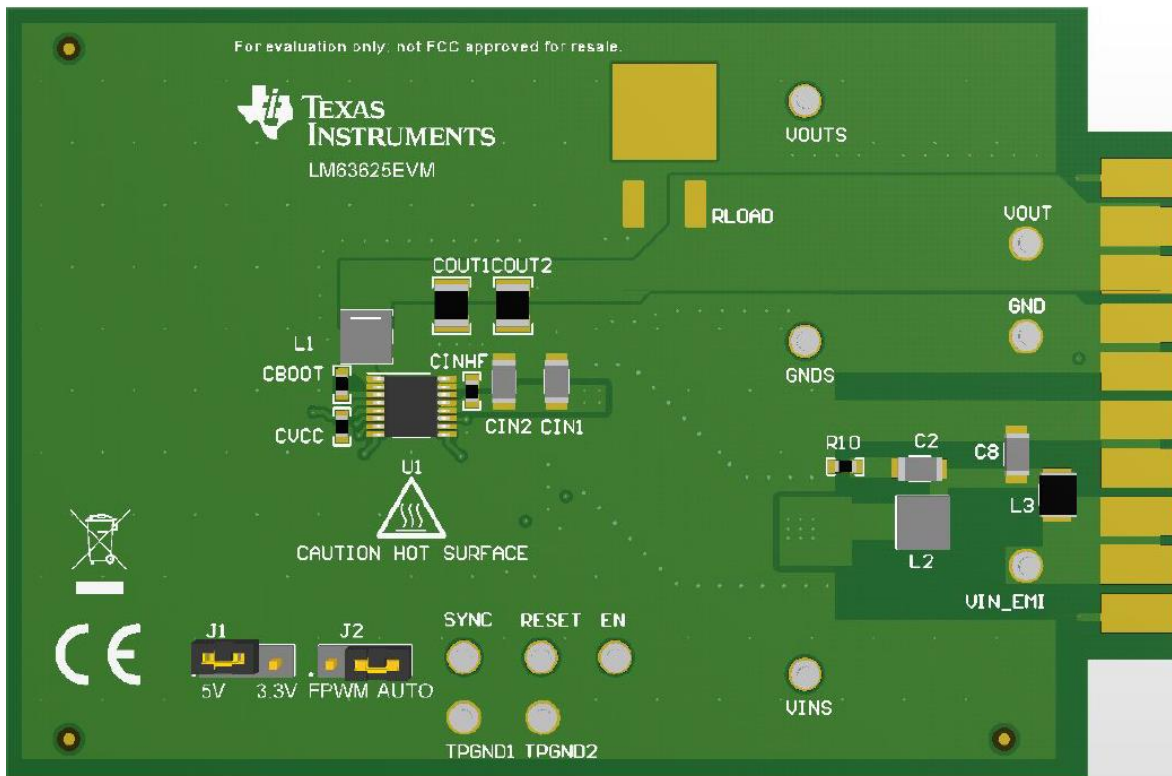 For evaluation only; not FCC approved for resale.
TEXAS
INSTRUMENTS
LM63625EVM
VOUTS
RLOAD
VOUT
COUT1 COUT2
GND
L1
CINHF
GNDS
CBOOT
CIN2 CIN1
CVCC
R10 C2 C8
U1
L3
CAUTION HOT SURFACE
L2
VIN_EMI
SYNC RESET EN
J1 J2
5V 3.3V FPWM AUTO
VINS
TPGND1 TPGND2
CE